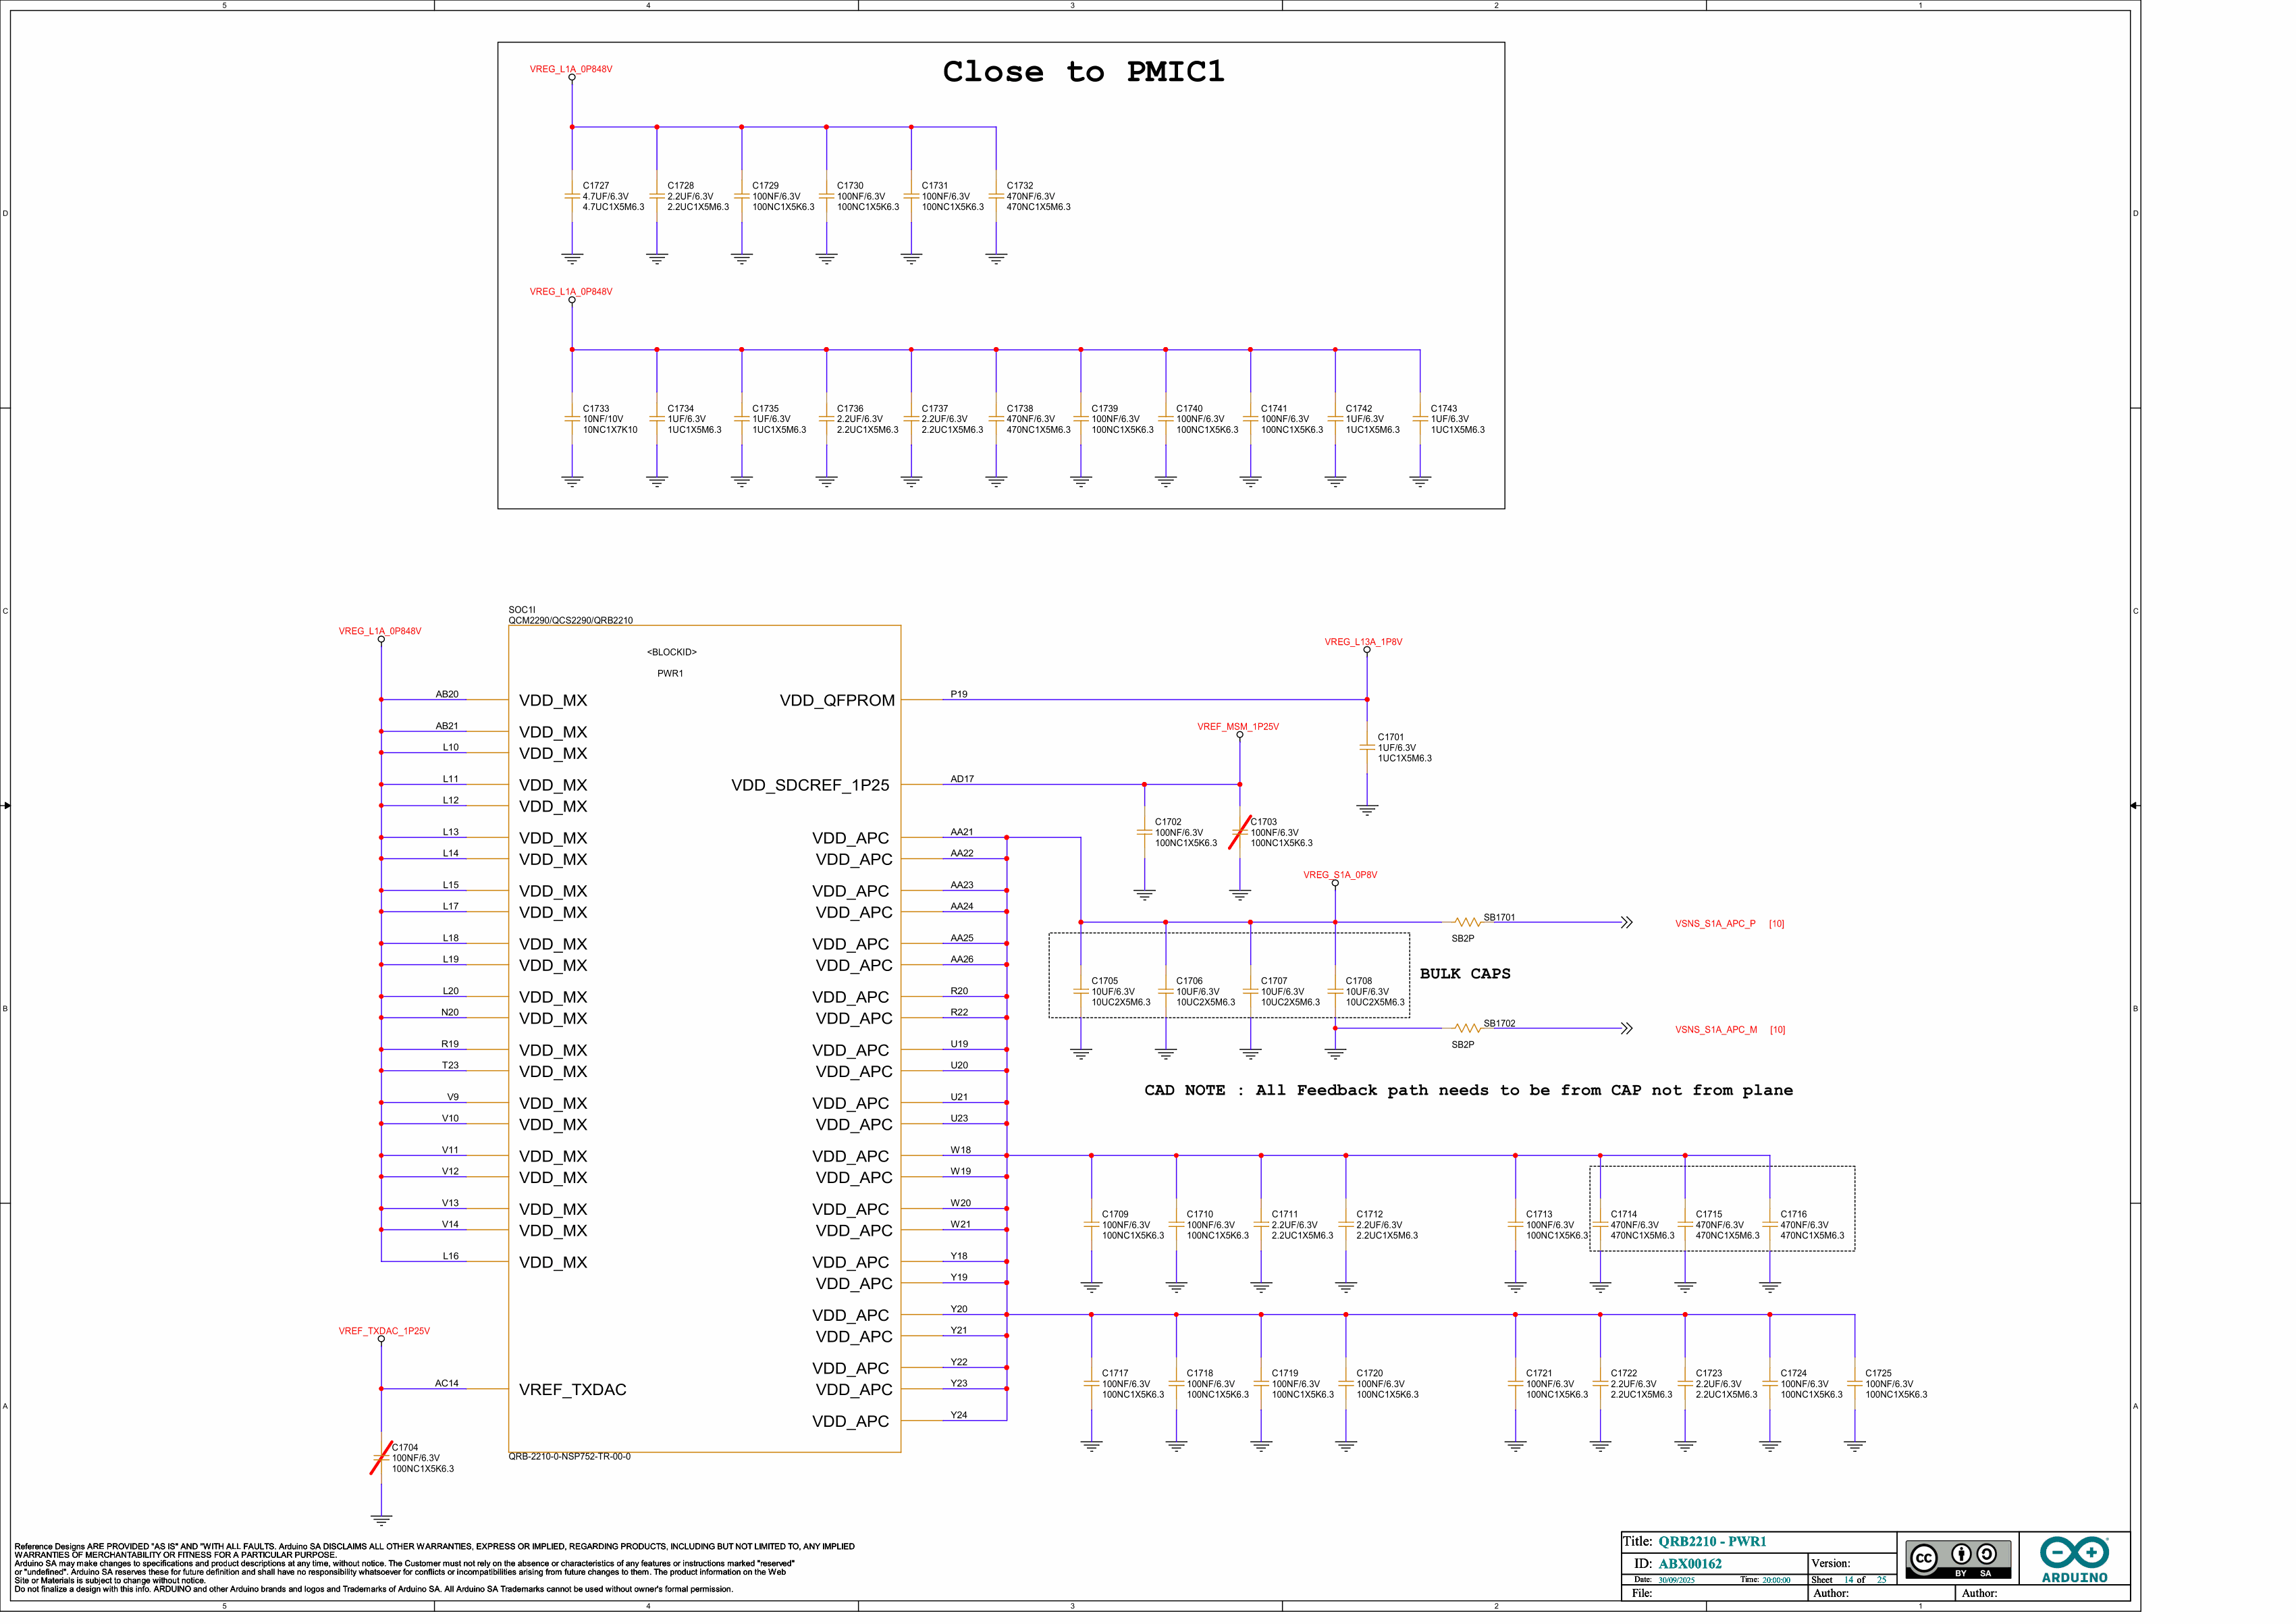 5 4 3 2 1
Close to PMIC1
VREG_L1A_0P848V
C1727 C1728 C1729 C1730 C1731 C1732
4.7UF/6.3V 2.2UF/6.3V 100NF/6.3V 100NF/6.3V 100NF/6.3V 470NF/6.3V
4.7UC1X5M6.3 2.2UC1X5M6.3 100NC1X5K6.3 100NC1X5K6.3 100NC1X5K6.3 470NC1X5M6.3
D D
VREG_L1A_0P848V
C1733 C1734 C1735 C1736 C1737 C1738 C1739 C1740 C1741 C1742 C1743
10NF/10V 1UF/6.3V 1UF/6.3V 2.2UF/6.3V 2.2UF/6.3V 470NF/6.3V 100NF/6.3V 100NF/6.3V 100NF/6.3V 1UF/6.3V 1UF/6.3V
10NC1X7K10 1UC1X5M6.3 1UC1X5M6.3 2.2UC1X5M6.3 2.2UC1X5M6.3 470NC1X5M6.3 100NC1X5K6.3 100NC1X5K6.3 100NC1X5K6.3 1UC1X5M6.3 1UC1X5M6.3
C C
SOC1I
QCM2290/QCS2290/QRB2210
<BLOCKID>
PWR1
VREG_L1A_0P848V
AB20 VDD_MX
AB21 VDD_MX
L10 VDD_MX
L11 VDD_MX
L12 VDD_MX
L13 VDD_MX
L14 VDD_MX
L15 VDD_MX
L17 VDD_MX
L18 VDD_MX
L19 VDD_MX
L20 VDD_MX
N20 VDD_MX
R19 VDD_MX
T23 VDD_MX
V9 VDD_MX
V10 VDD_MX
V11 VDD_MX
V12 VDD_MX
V13 VDD_MX
V14 VDD_MX
L16 VDD_MX
VREF_TXDAC_1P25V
AC14 VREF_TXDAC
C1704
100NF/6.3V
100NC1X5K6.3
QRB-2210-0-NSP752-TR-00-0
VDD_QFPROM P19
VDD_SDCREF_1P25 AD17
VDD_APC AA21
VDD_APC AA22
VDD_APC AA23
VDD_APC AA24
VDD_APC AA25
VDD_APC AA26
VDD_APC R20
VDD_APC R22
VDD_APC U19
VDD_APC U20
VDD_APC U21
VDD_APC U23
VDD_APC W18
VDD_APC W19
VDD_APC W20
VDD_APC W21
VDD_APC Y18
VDD_APC Y19
VDD_APC Y20
VDD_APC Y21
VDD_APC Y22
VDD_APC Y23
VDD_APC Y24
VREG_L13A_1P8V
C1701
1UF/6.3V
1UC1X5M6.3
VREF_MSM_1P25V
C1702 C1703
100NF/6.3V 100NF/6.3V
100NC1X5K6.3 100NC1X5K6.3
VREG_S1A_0P8V
SB1701
SB2P
VSNS_S1A_APC_P [10]
BULK CAPS
C1705 C1706 C1707 C1708
10UF/6.3V 10UF/6.3V 10UF/6.3V 10UF/6.3V
10UC2X5M6.3 10UC2X5M6.3 10UC2X5M6.3 10UC2X5M6.3
SB1702
SB2P
VSNS_S1A_APC_M [10]
B B
CAD NOTE : All Feedback path needs to be from CAP not from plane
C1709 C1710 C1711 C1712 C1713 C1714 C1715 C1716
100NF/6.3V 100NF/6.3V 2.2UF/6.3V 2.2UF/6.3V 100NF/6.3V 470NF/6.3V 470NF/6.3V 470NF/6.3V
100NC1X5K6.3 100NC1X5K6.3 2.2UC1X5M6.3 2.2UC1X5M6.3 100NC1X5K6.3 470NC1X5M6.3 470NC1X5M6.3 470NC1X5M6.3
C1717 C1718 C1719 C1720 C1721 C1722 C1723 C1724 C1725
100NF/6.3V 100NF/6.3V 100NF/6.3V 100NF/6.3V 100NF/6.3V 2.2UF/6.3V 2.2UF/6.3V 100NF/6.3V 100NF/6.3V
100NC1X5K6.3 100NC1X5K6.3 100NC1X5K6.3 100NC1X5K6.3 100NC1X5K6.3 2.2UC1X5M6.3 2.2UC1X5M6.3 100NC1X5K6.3 100NC1X5K6.3
A A
Reference Designs ARE PROVIDED "AS IS" AND "WITH ALL FAULTS. Arduino SA DISCLAIMS ALL OTHER WARRANTIES, EXPRESS OR IMPLIED, REGARDING PRODUCTS, INCLUDING BUT NOT LIMITED TO, ANY IMPLIED
WARRANTIES OF MERCHANTABILITY OR FITNESS FOR A PARTICULAR PURPOSE.
Arduino SA may make changes to specifications and product descriptions at any time, without notice. The Customer must not rely on the absence or characteristics of any features or instructions marked "reserved"
or "undefined". Arduino SA reserves these for future definition and shall have no responsibility whatsoever for conflicts or incompatibilities arising from future changes to them. The product information on the Web
Site or Materials is subject to change without notice.
Do not finalize a design with this info. ARDUINO and other Arduino brands and logos and Trademarks of Arduino SA. All Arduino SA Trademarks cannot be used without owner's formal permission.
Title: QRB2210 - PWR1
ID: ABX00162 Version:
Date: 30/09/2025 Time: 20:00:00 Sheet 14 of 25
File: Author: Author:
CC BY SA
ARDUINO
5 4 3 2 1